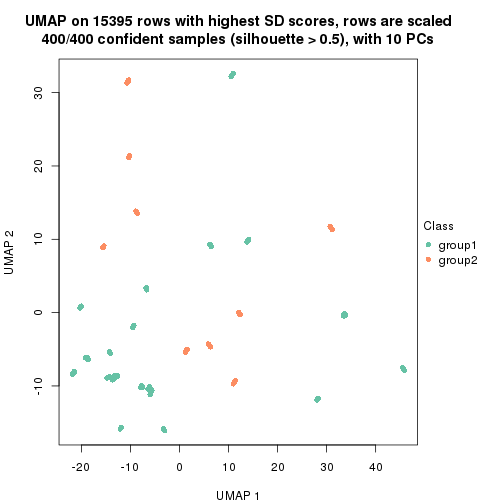 UMAP on 15395 rows with highest SD scores, rows are scaled
400/400 confident samples (silhouette > 0.5), with 10 PCs
30
20
10
0
-10
UMAP 2
-20
-10
0
10
20
30
40
UMAP 1
Class
group1
group2